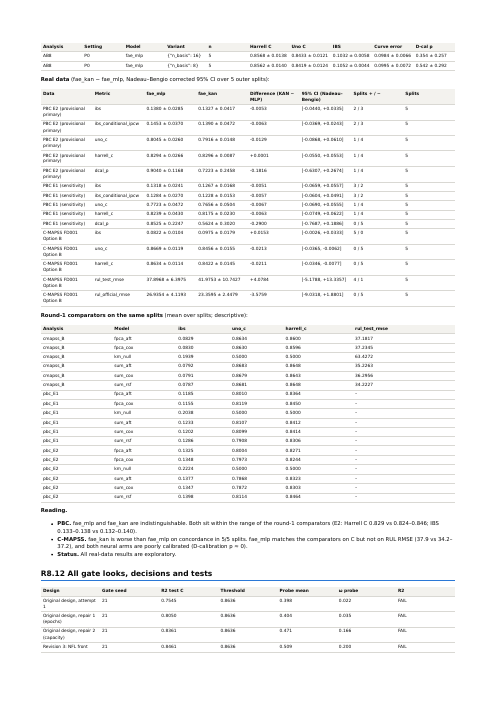 Analysis Setting Model Variant n Harrell C Uno C IBS Curve error D-cal p
ABB P0 fae_mlp {"n_basis": 16} 5 0.8568 ± 0.0138 0.8433 ± 0.0121 0.1032 ± 0.0058 0.0984 ± 0.0066 0.354 ± 0.257
ABB P0 fae_mlp {"n_basis": 8} 5 0.8562 ± 0.0140 0.8419 ± 0.0124 0.1052 ± 0.0044 0.0995 ± 0.0072 0.542 ± 0.292
Real data (fae_kan − fae_mlp, Nadeau-Bengio corrected 95% CI over 5 outer splits):
Data Metric fae_mlp fae_kan Difference (KAN − MLP) 95% CI (Nadeau-Bengio) Splits + / − Splits
PBC E2 (provisional primary) ibs 0.1380 ± 0.0285 0.1327 ± 0.0417 -0.0053 [-0.0440, +0.0335] 2 / 3 5
PBC E2 (provisional primary) ibs_conditional_ipcw 0.1453 ± 0.0370 0.1390 ± 0.0472 -0.0063 [-0.0369, +0.0242] 2 / 3 5
PBC E2 (provisional primary) uno_c 0.8045 ± 0.0260 0.7916 ± 0.0148 -0.0129 [-0.0868, +0.0610] 1 / 4 5
PBC E2 (provisional primary) harrell_c 0.8294 ± 0.0266 0.8296 ± 0.0087 +0.0001 [-0.0550, +0.0553] 1 / 4 5
PBC E2 (provisional primary) dcal_p 0.9040 ± 0.1168 0.7223 ± 0.2458 -0.1816 [-0.6307, +0.2674] 1 / 4 5
PBC E1 (sensitivity) ibs 0.1318 ± 0.0241 0.1267 ± 0.0168 -0.0051 [-0.0659, +0.0557] 3 / 2 5
PBC E1 (sensitivity) ibs_conditional_ipcw 0.1284 ± 0.0270 0.1228 ± 0.0153 -0.0057 [-0.0604, +0.0491] 3 / 2 5
PBC E1 (sensitivity) uno_c 0.7723 ± 0.0472 0.7656 ± 0.0504 -0.0067 [-0.0690, +0.0555] 1 / 4 5
PBC E1 (sensitivity) harrell_c 0.8239 ± 0.0430 0.8175 ± 0.0230 -0.0063 [-0.0749, +0.0622] 1 / 4 5
PBC E1 (sensitivity) dcal_p 0.8525 ± 0.2247 0.5624 ± 0.3020 -0.2900 [-0.7687, +0.1886] 0 / 5 5
C-MAPSS FD001 Option B ibs 0.0822 ± 0.0104 0.0975 ± 0.0179 +0.0153 [-0.0026, +0.0333] 5 / 0 5
C-MAPSS FD001 Option B uno_c 0.8669 ± 0.0119 0.8456 ± 0.0155 -0.0213 [-0.0365, -0.0062] 0 / 5 5
C-MAPSS FD001 Option B harrell_c 0.8634 ± 0.0114 0.8422 ± 0.0145 -0.0211 [-0.0346, -0.0077] 0 / 5 5
C-MAPSS FD001 Option B rul_test_rmse 37.8968 ± 6.3975 41.9753 ± 10.7427 +4.0784 [-5.1788, +13.3357] 4 / 1 5
C-MAPSS FD001 Option B rul_official_rmse 26.9354 ± 4.1193 23.3595 ± 2.4479 -3.5759 [-9.0318, +1.8801] 0 / 5 5
Round-1 comparators on the same splits (mean over splits; descriptive):
Analysis Model ibs uno_c harrell_c rul_test_rmse
cmapss_B fpca_aft 0.0829 0.8634 0.8600 37.1817
cmapss_B fpca_cox 0.0830 0.8630 0.8596 37.2345
cmapss_B km_null 0.1939 0.5000 0.5000 63.4272
cmapss_B sum_aft 0.0792 0.8683 0.8648 35.2263
cmapss_B sum_cox 0.0791 0.8679 0.8643 36.2956
cmapss_B sum_rsf 0.0787 0.8681 0.8648 34.2227
pbc_E1 fpca_aft 0.1185 0.8010 0.8364 –
pbc_E1 fpca_cox 0.1155 0.8119 0.8450 –
pbc_E1 km_null 0.2038 0.5000 0.5000 –
pbc_E1 sum_aft 0.1233 0.8107 0.8412 –
pbc_E1 sum_cox 0.1202 0.8099 0.8414 –
pbc_E1 sum_rsf 0.1286 0.7908 0.8306 –
pbc_E2 fpca_aft 0.1325 0.8004 0.8271 –
pbc_E2 fpca_cox 0.1348 0.7973 0.8244 –
pbc_E2 km_null 0.2224 0.5000 0.5000 –
pbc_E2 sum_aft 0.1377 0.7868 0.8323 –
pbc_E2 sum_cox 0.1347 0.7872 0.8303 –
pbc_E2 sum_rsf 0.1398 0.8114 0.8464 –
Reading.
• PBC. fae_mlp and fae_kan are indistinguishable. Both sit within the range of the round-1 comparators (E2: Harrell C 0.829 vs 0.824–0.846; IBS
0.133–0.138 vs 0.132–0.140).
• C-MAPSS. fae_kan is worse than fae_mlp on concordance in 5/5 splits. fae_mlp matches the comparators on C but not on RUL RMSE (37.9 vs 34.2–
37.2), and both neural arms are poorly calibrated (D-calibration p ≈ 0).
• Status. All real-data results are exploratory.
R8.12 All gate looks, decisions and tests
Design Gate seed R2 test C Threshold Probe mean ω probe R2
Original design, attempt 1 21 0.7545 0.8636 0.398 0.022 FAIL
Original design, repair 1 (epochs) 21 0.8050 0.8636 0.403 0.035 FAIL
Original design, repair 2 (capacity) 21 0.8361 0.8636 0.471 0.166 FAIL
Revision 3: NFL front 21 0.8461 0.8636 0.509 0.200 FAIL